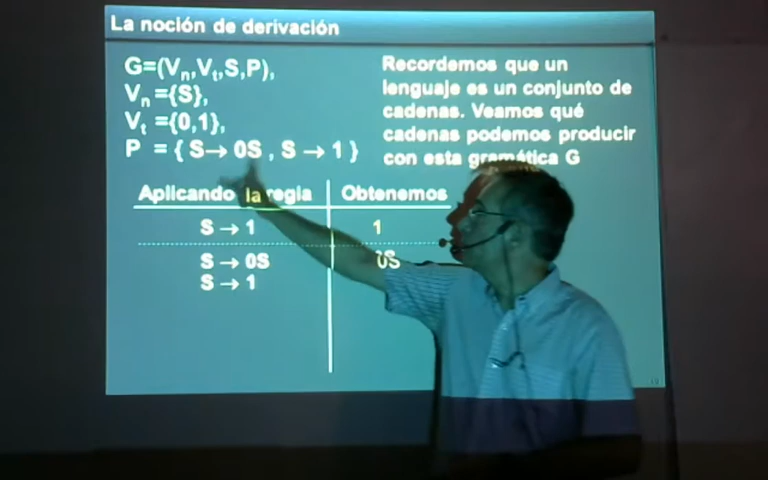 La noción de derivación
G=(Vn,Vt,S,P),
Vn ={S},
Vt ={0,1},
P = { S→ 0S , S → 1 }
Recordemos que un
lenguaje es un conjunto de
cadenas. Veamos qué
cadenas podemos producir
con esta gramática G
Aplicando la regla
Obtenemos
S → 1
1
S → 0S
0S
S → 1